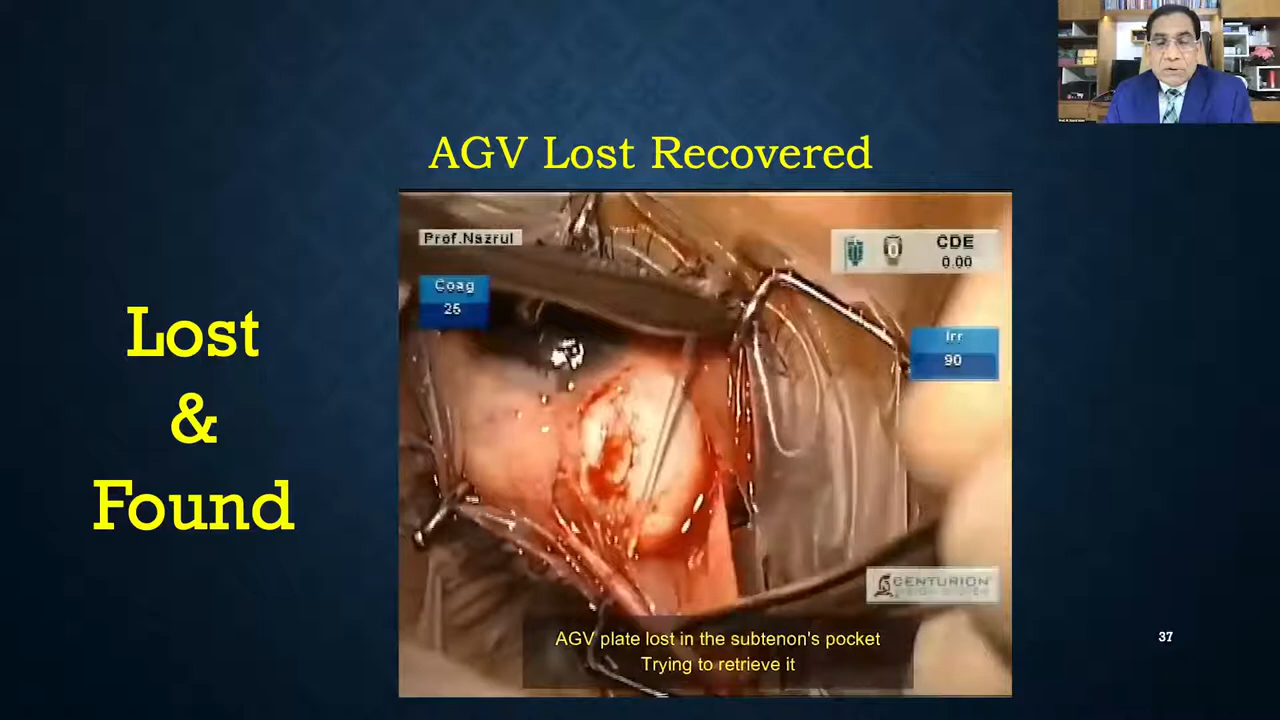 AGV Lost Recovered
Lost
&
Found
Prof.Nazrul
CDE
0.00
Coag
25
Irr
90
CENTURION
AGV plate lost in the subtenon's pocket
Trying to retrieve it
37